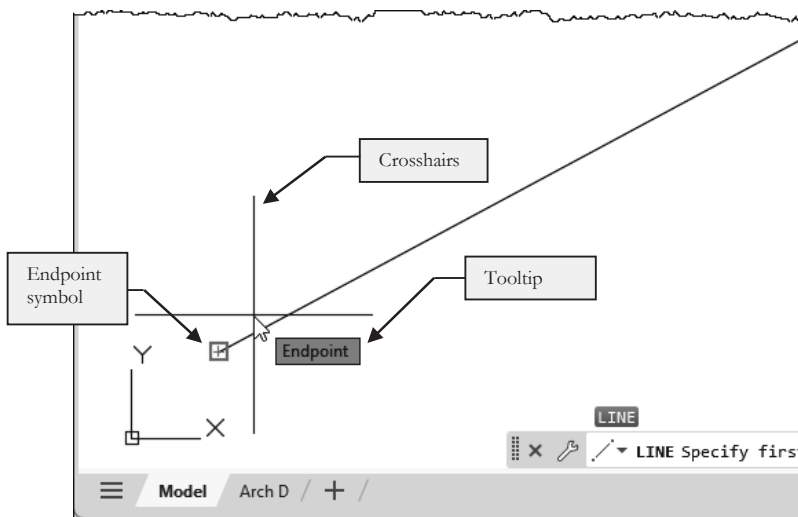 Crosshairs
Endpoint
symbol
Tooltip
Endpoint
Y
X
LINE
LINE Specify firs
Model
Arch D